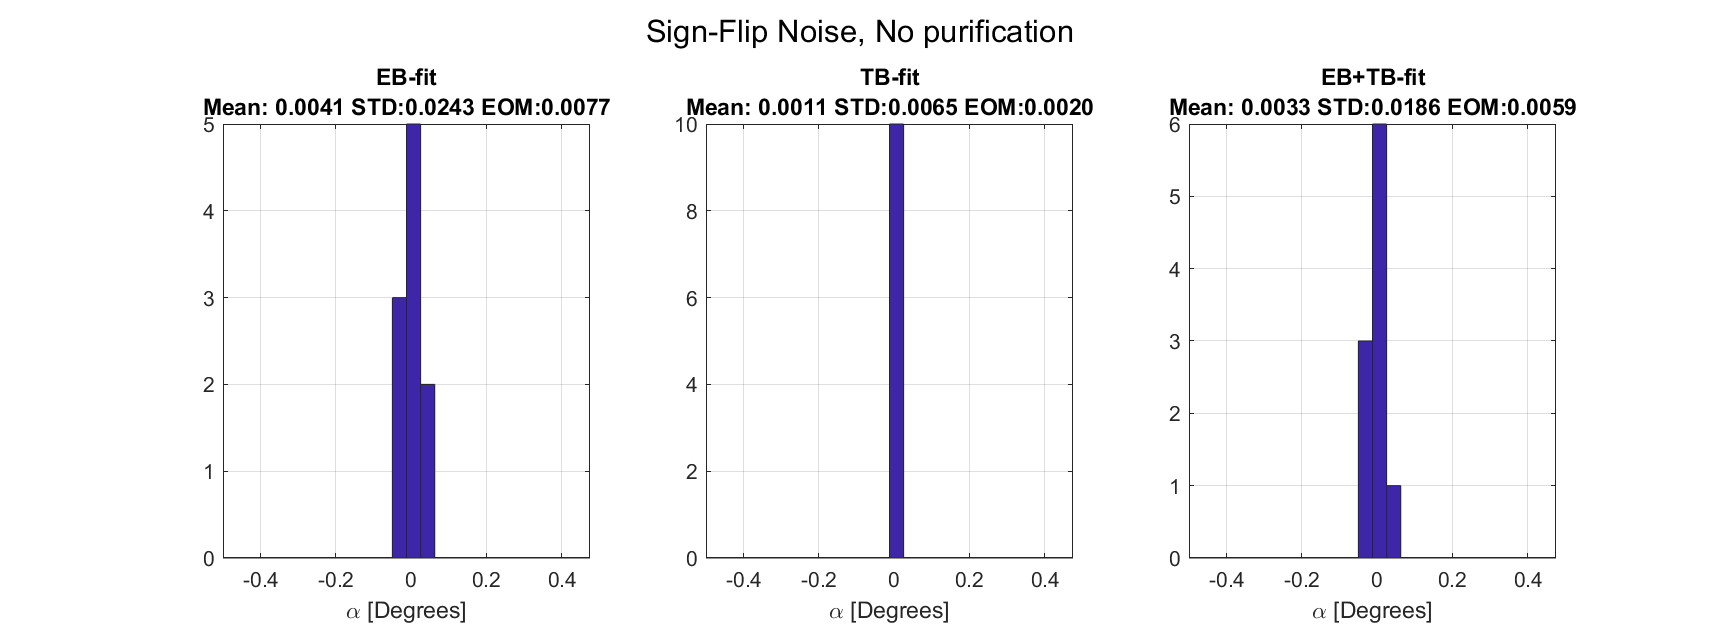 Sign-Flip Noise, No purification
EB-fit
Mean: 0.0041 STD:0.0243 EOM:0.0077
5
4
3
2
1
0
-0.4 -0.2 0 0.2 0.4
α [Degrees]
TB-fit
Mean: 0.0011 STD:0.0065 EOM:0.0020
10
8
6
4
2
0
-0.4 -0.2 0 0.2 0.4
α [Degrees]
EB+TB-fit
Mean: 0.0033 STD:0.0186 EOM:0.0059
6
5
4
3
2
1
0
-0.4 -0.2 0 0.2 0.4
α [Degrees]